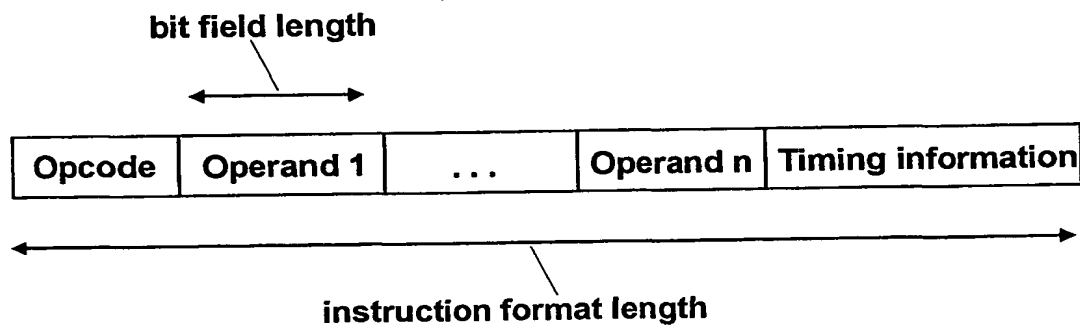 bit field length
Opcode Operand 1 ... Operand n Timing information
instruction format length